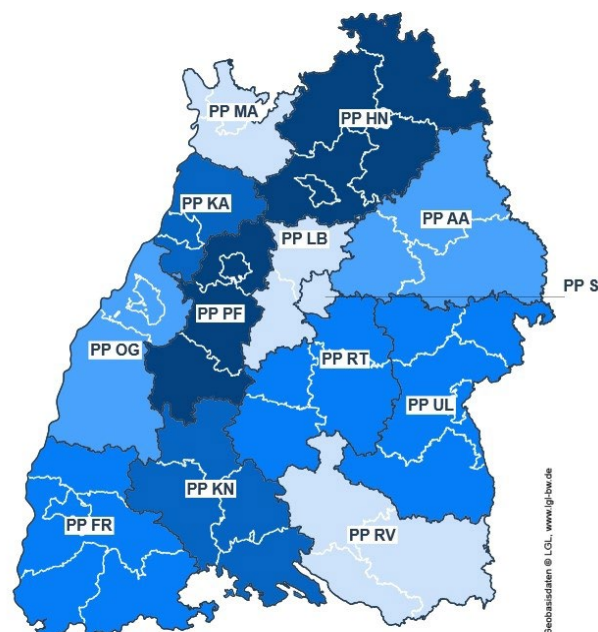 PP MA
PP HN
PP KA
PP AA
PP LB
PP S
PP PF
PP OG
PP RT
PP UL
PP KN
PP FR
PP RV
Geobasisdaten © LGL, www.lgl-bw.de